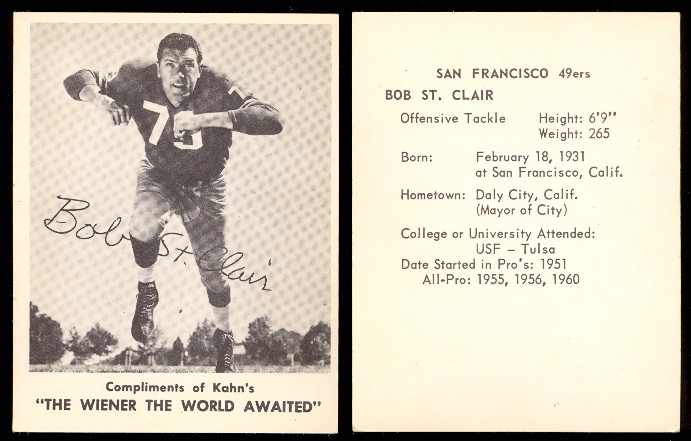 73
Bob St. Clair
Compliments of Kahn's
"THE WIENER THE WORLD AWAITED"
SAN FRANCISCO 49ers
BOB ST. CLAIR
Offensive Tackle Height: 6'9"
Weight: 265
Born: February 18, 1931
at San Francisco, Calif.
Hometown: Daly City, Calif.
(Mayor of City)
College or University Attended:
USF – Tulsa
Date Started in Pro's: 1951
All-Pro: 1955, 1956, 1960